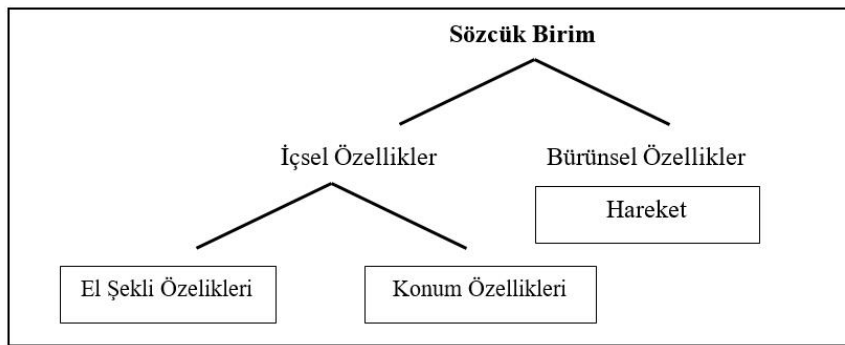 Sözcük Birim
İçsel Özellikler
Bürünsel Özellikler
Hareket
El Şekli Özelikleri
Konum Özellikleri